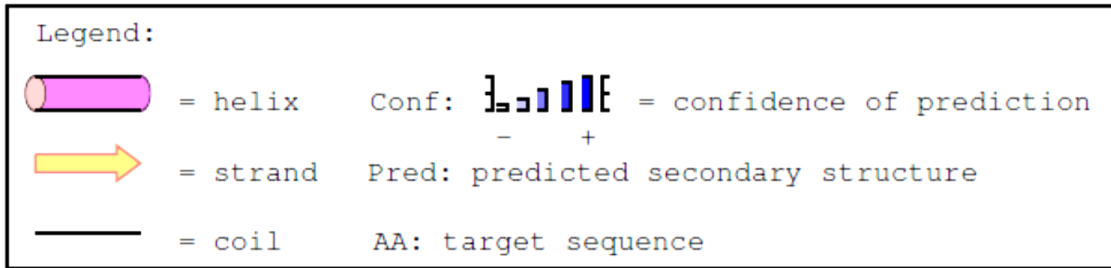 Legend:
= helix Conf: = confidence of prediction
- +
= strand Pred: predicted secondary structure
= coil AA: target sequence